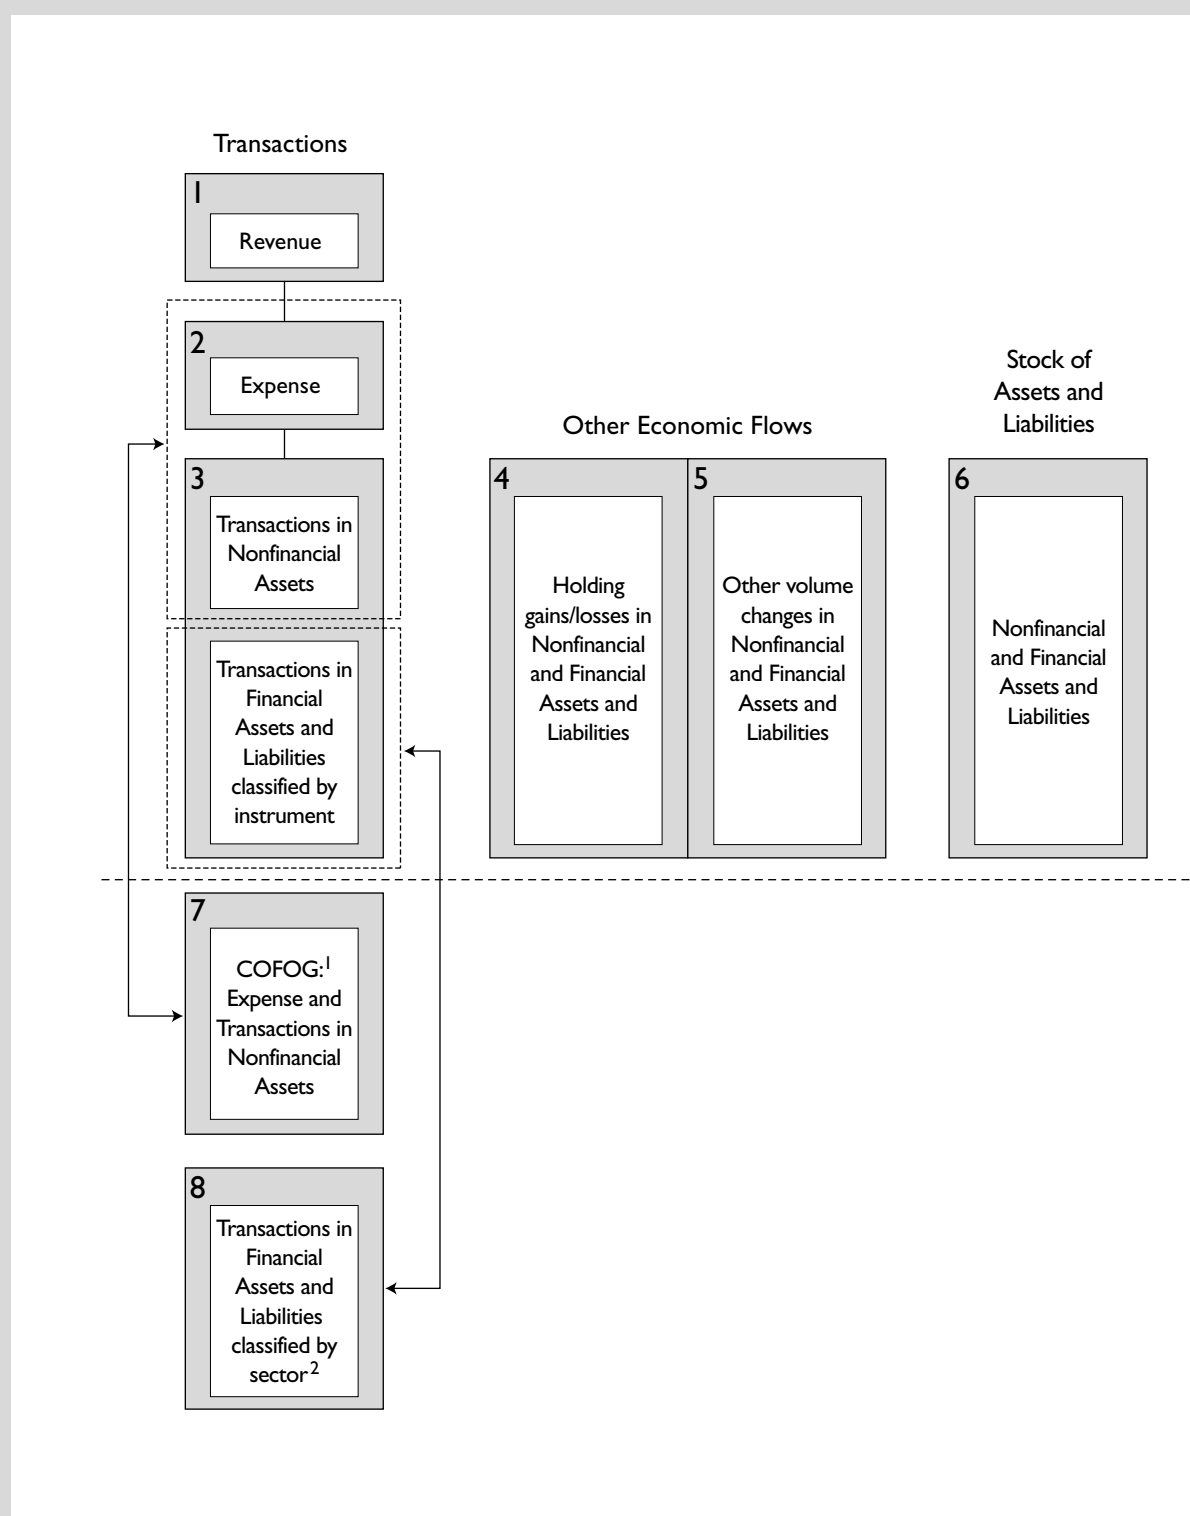 Transactions
1
Revenue
2
Expense
3
Transactions in
Nonfinancial
Assets
Transactions in
Financial
Assets and
Liabilities
classified by
instrument
Other Economic Flows
4
Holding
gains/losses in
Nonfinancial
and Financial
Assets and
Liabilities
5
Other volume
changes in
Nonfinancial
and Financial
Assets and
Liabilities
Stock of
Assets and
Liabilities
6
Nonfinancial
and Financial
Assets and
Liabilities
7
COFOG:1
Expense and
Transactions in
Nonfinancial
Assets
8
Transactions in
Financial
Assets and
Liabilities
classified by
sector2